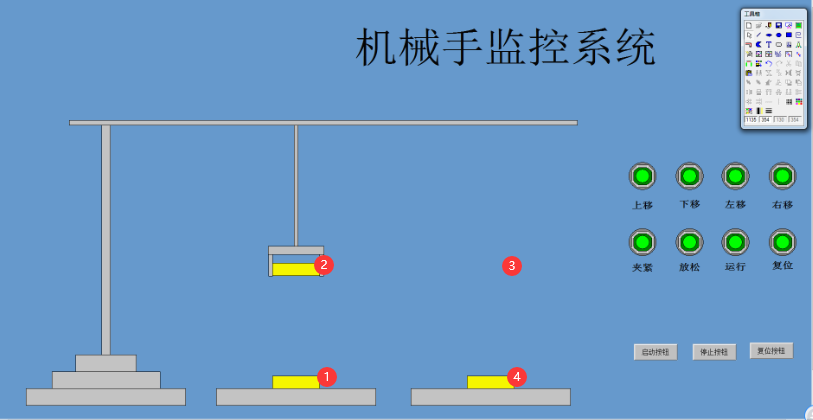 机械手监控系统
工具箱
2
3
1
4
上移 下移 左移 右移
夹紧 放松 运行 复位
启动按钮 停止按钮 复位按钮